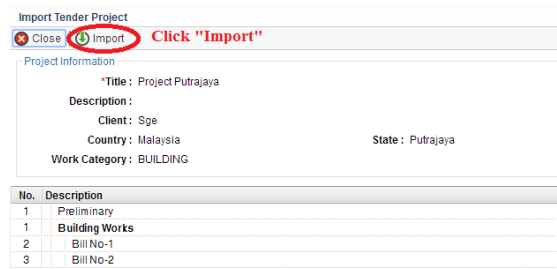 Import Tender Project
Close Import Click "Import"
Project Information
*Title : Project Putrajaya
Description :
Client : Sge
Country : Malaysia State : Putrajaya
Work Category : BUILDING
No. Description
1 Preliminary
1 Building Works
2 Bill No-1
3 Bill No-2